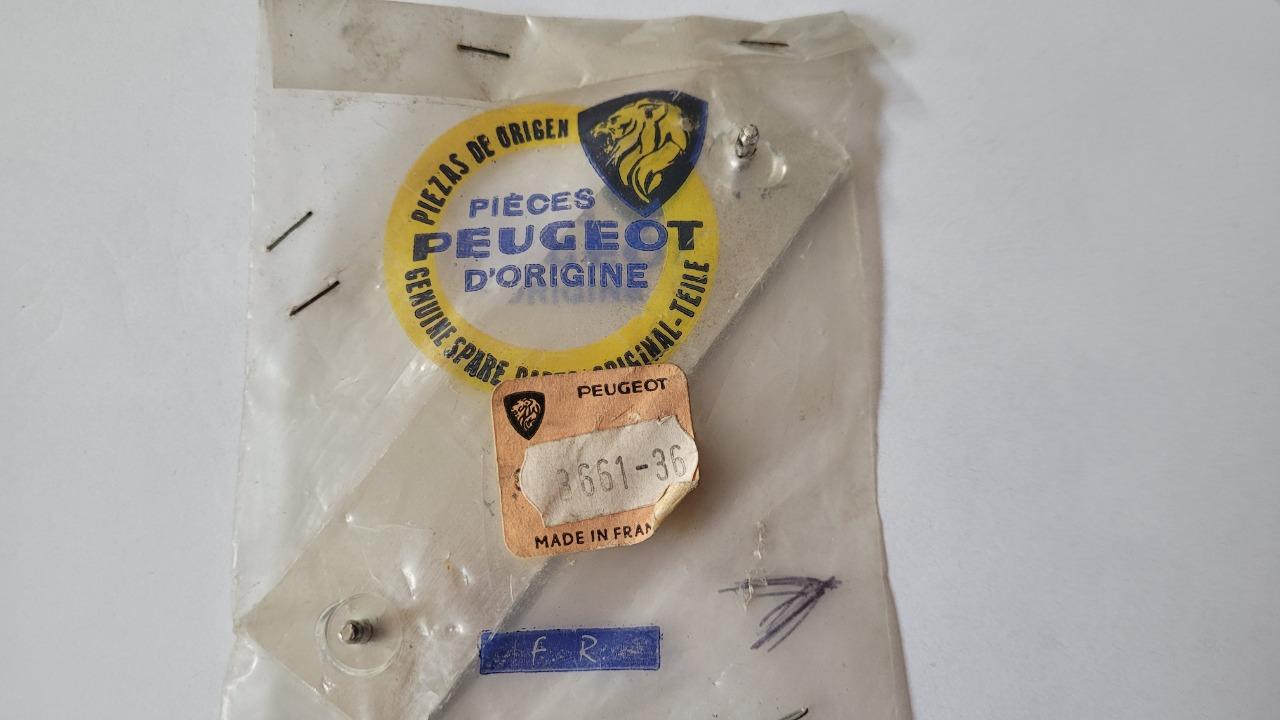 PIEZAS DE ORIGEN
PIÈCES
PEUGEOT
D'ORIGINE
GENUINE SPARE ORIGINAL-TEILE
PEUGEOT
3661-36
MADE IN FRAN
F R